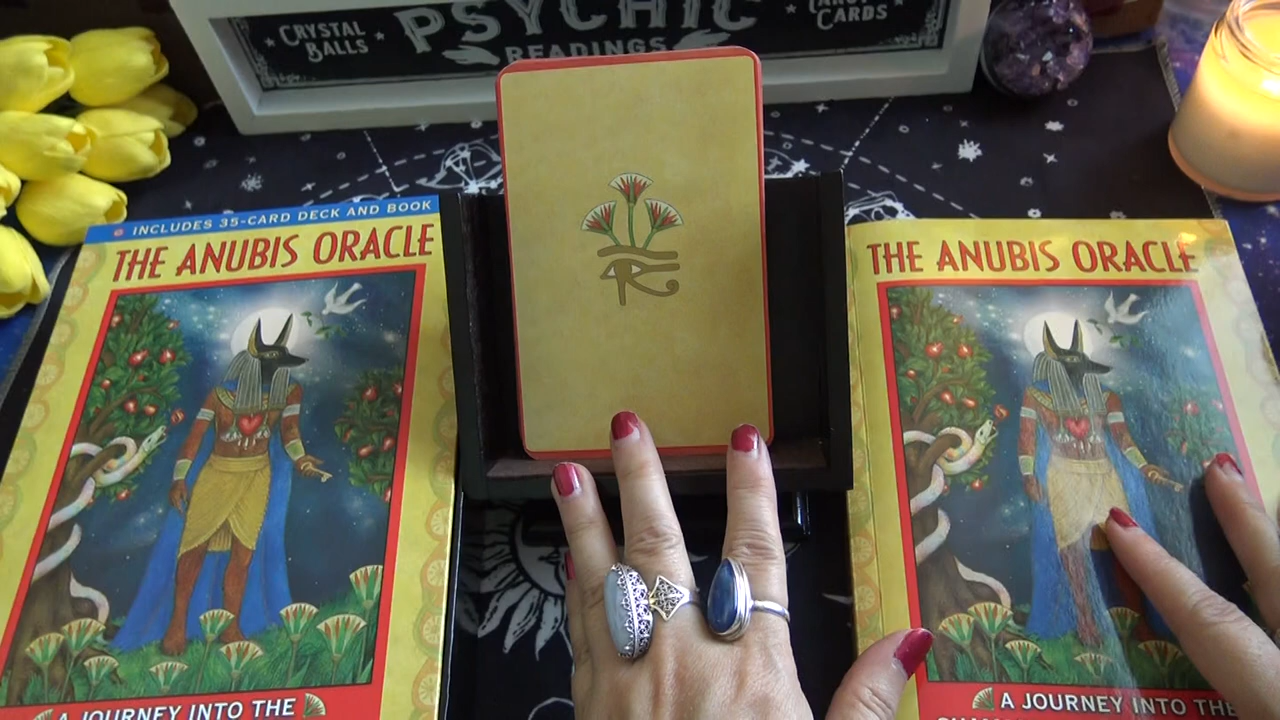 CRYSTAL
BALLS
PSYCHIC
READINGS
CARDS
INCLUDES 35-CARD DECK AND BOOK
THE ANUBIS ORACLE
A JOURNEY INTO THE
THE ANUBIS ORACLE
A JOURNEY INTO THE